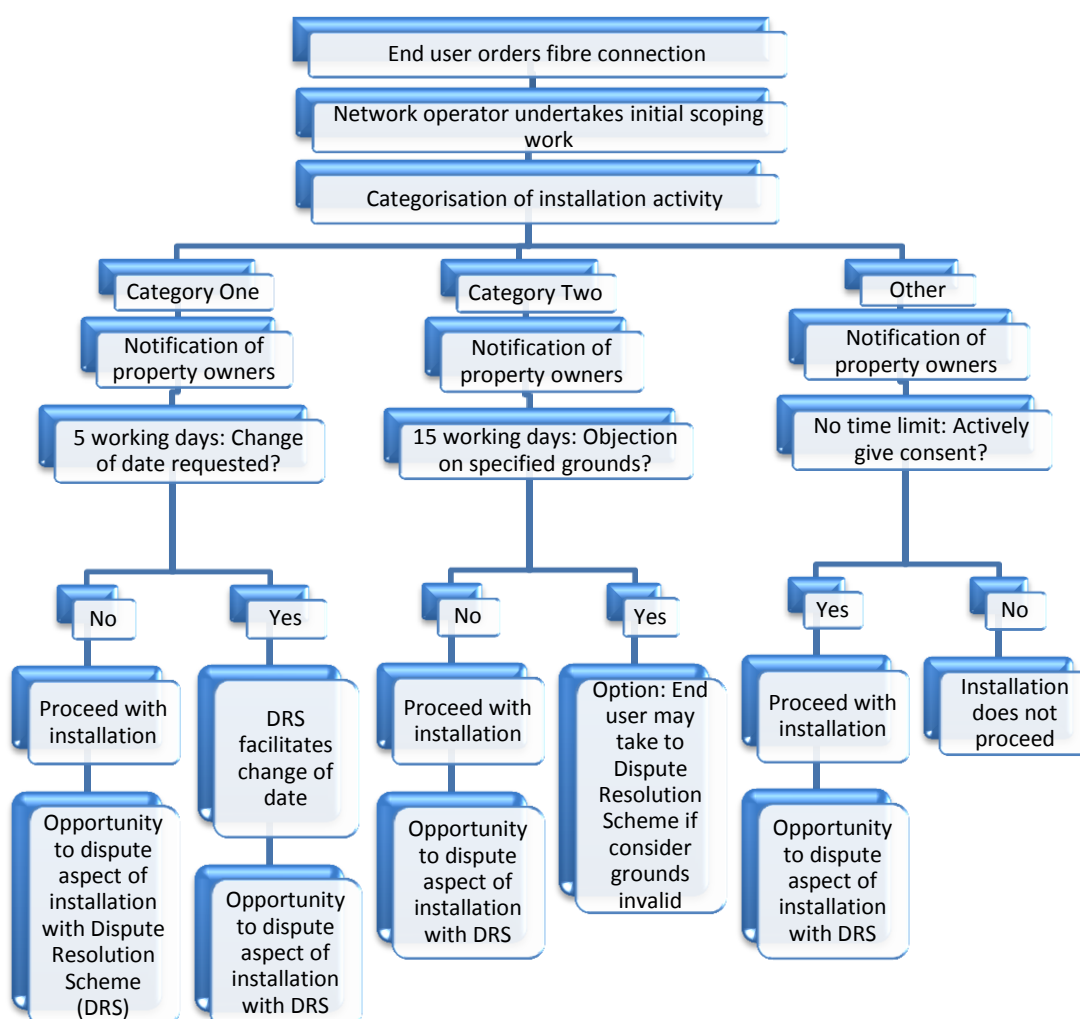 End user orders fibre connection
Network operator undertakes initial scoping
work
Categorisation of installation activity
Category One
Notification of
property owners
5 working days: Change
of date requested?
No
Proceed with
installation
Opportunity
to dispute
aspect of
installation
with Dispute
Resolution
Scheme
(DRS)
Yes
DRS
facilitates
change of
date
Opportunity
to dispute
aspect of
installation
with DRS
Category Two
Notification of
property owners
15 working days: Objection
on specified grounds?
No
Proceed with
installation
Opportunity
to dispute
aspect of
installation
with DRS
Yes
Option: End
user may
take to
Dispute
Resolution
Scheme if
consider
grounds
invalid
Other
Notification of
property owners
No time limit: Actively
give consent?
Yes
Proceed with
installation
Opportunity
to dispute
aspect of
installation
with DRS
No
Installation
does not
proceed